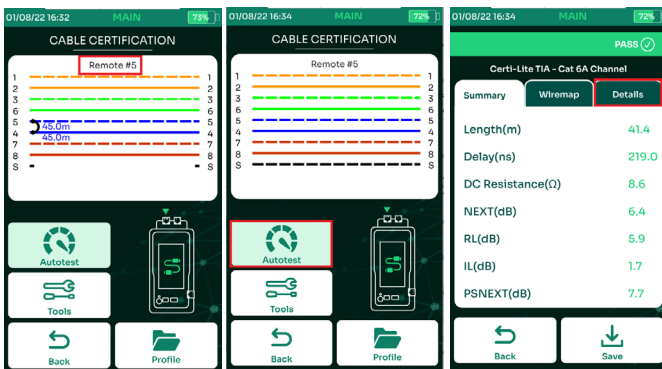 01/08/22 16:32 MAIN 73%
CABLE CERTIFICATION
Remote #5
1 1
2 2
3 3
6 6
5 45.0m 5
4 45.0m 4
7 7
8 8
S S
Autotest
Tools
Back
Profile
01/08/22 16:34 MAIN 72%
CABLE CERTIFICATION
Remote #5
1 1
2 2
3 3
6 6
5 5
4 4
7 7
8 8
S S
Autotest
Tools
Back
Profile
01/08/22 16:34 MAIN 72%
PASS
Certi-Lite TIA - Cat 6A Channel
Summary Wiremap Details
Length(m) 41.4
Delay(ns) 219.0
DC Resistance(Ω) 8.6
NEXT(dB) 6.4
RL(dB) 5.9
IL(dB) 1.7
PSNEXT(dB) 7.7
Back
Save